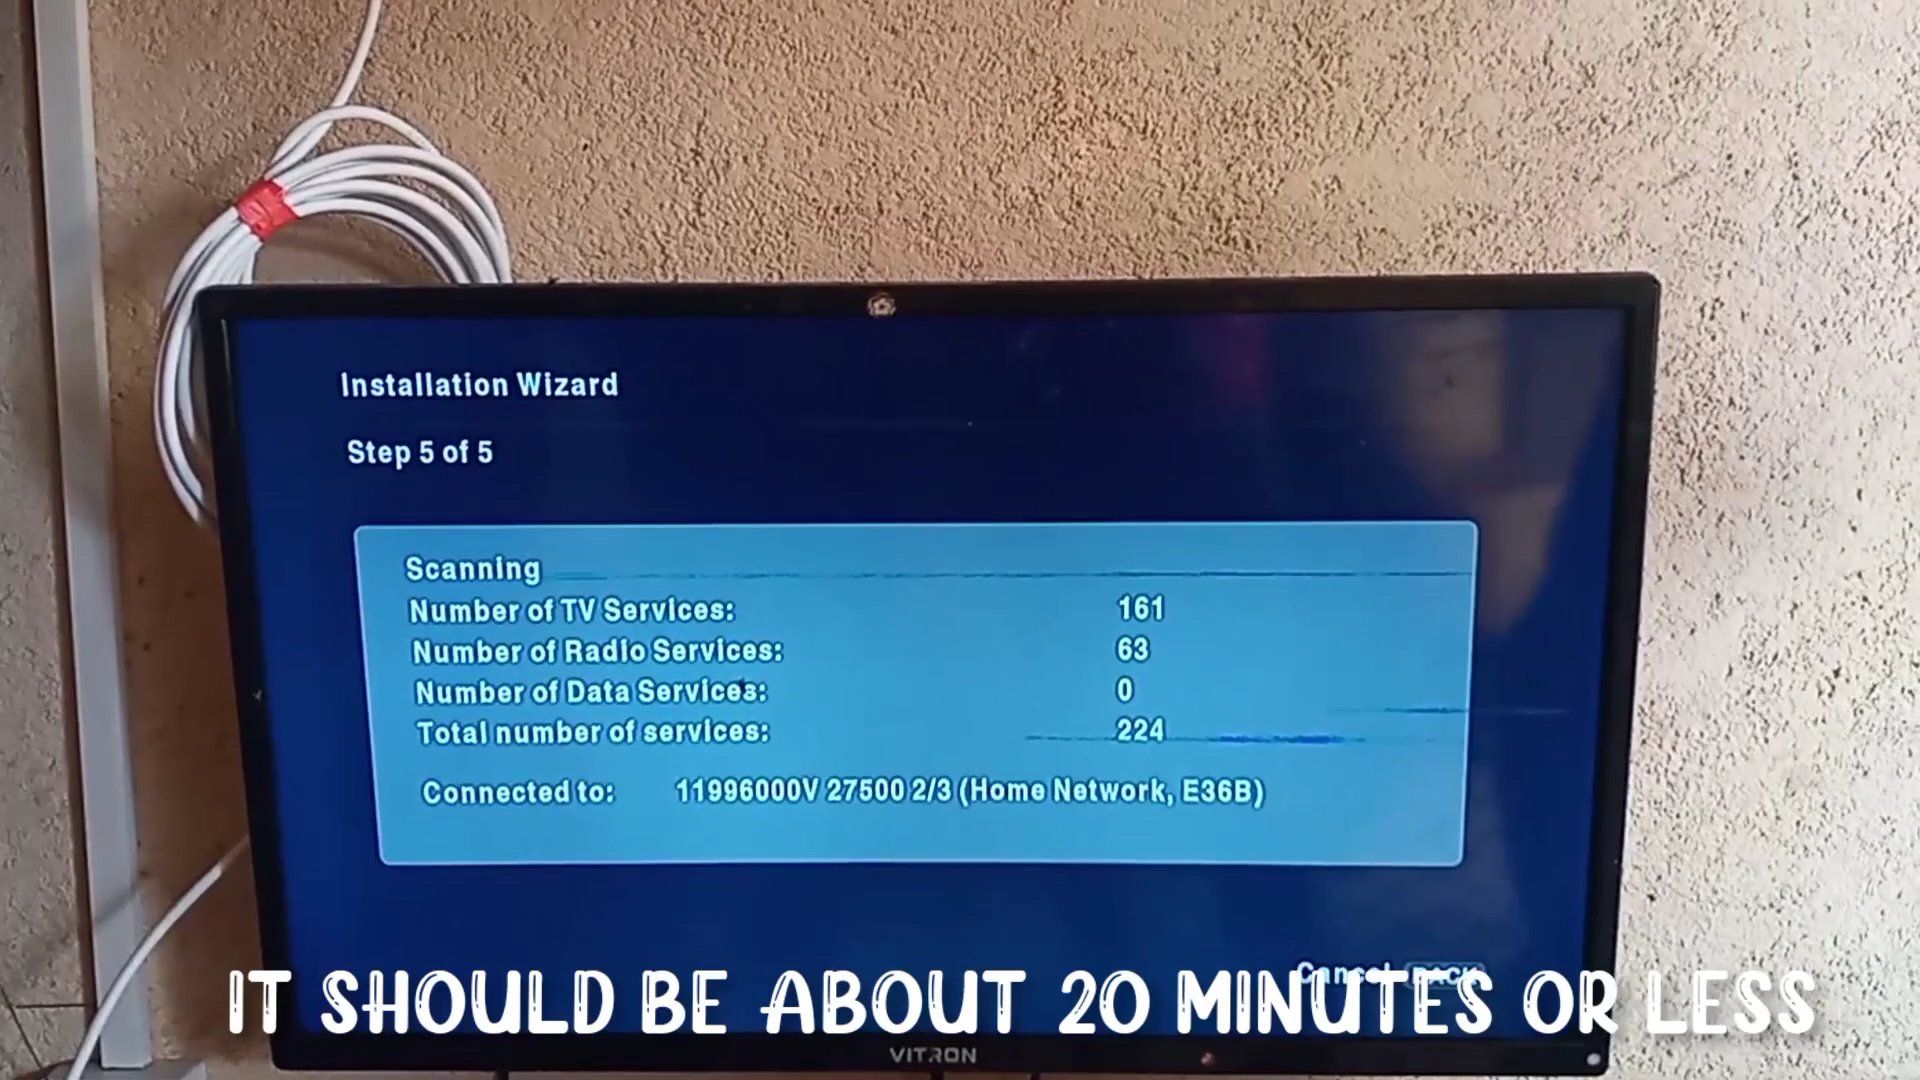 Installation Wizard
Step 5 of 5
Scanning
Number of TV Services: 161
Number of Radio Services: 63
Number of Data Services: 0
Total number of services: 224
Connected to: 11996000V 27500 2/3 (Home Network, E36B)
Cancel BACK
IT SHOULD BE ABOUT 20 MINUTES OR LESS
VITRON